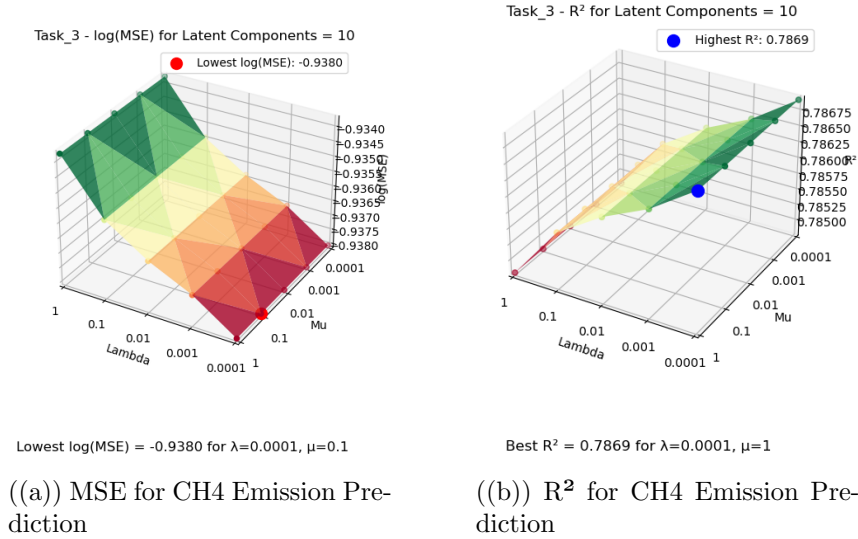 Task_3 - log(MSE) for Latent Components = 10
Lowest log(MSE): -0.9380
−0.9340
−0.9345
−0.9350
−0.9355
−0.9360
−0.9365
−0.9370
−0.9375
−0.9380
log(MSE)
1
0.1
0.01
0.001
0.0001
Lambda
1
0.1
0.01
0.001
0.0001
Mu
Lowest log(MSE) = -0.9380 for λ=0.0001, μ=0.1
((a)) MSE for CH4 Emission Pre-
diction
Task_3 - R² for Latent Components = 10
Highest R²: 0.7869
0.78675
0.78650
0.78625
0.78600
0.78575
0.78550
0.78525
0.78500
R²
1
0.1
0.01
0.001
0.0001
Lambda
1
0.1
0.01
0.001
0.0001
Mu
Best R² = 0.7869 for λ=0.0001, μ=1
((b)) R² for CH4 Emission Pre-
diction